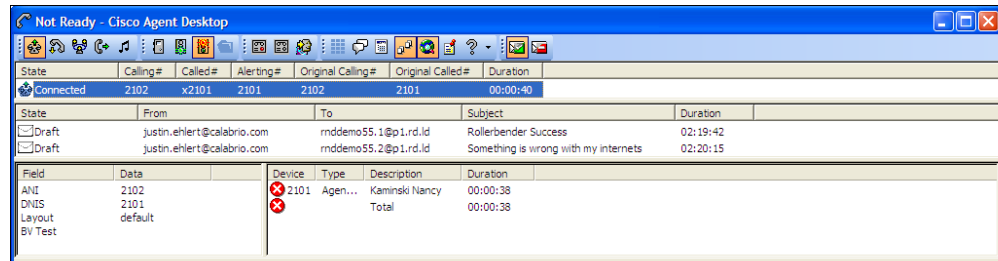 Not Ready - Cisco Agent Desktop
State Calling# Called# Alerting# Original Calling# Original Called# Duration
Connected 2102 x2101 2101 2102 2101 00:00:40
State From To Subject Duration
Draft justin.ehlert@calabrio.com rnddemo55.1@p1.rd.ld Rollerbender Success 02:19:42
Draft justin.ehlert@calabrio.com rnddemo55.2@p1.rd.ld Something is wrong with my internets 02:20:15
Field Data
ANI 2102
DNIS 2101
Layout default
BV Test
Device Type Description Duration
2101 Agen... Kaminski Nancy 00:00:38
Total 00:00:38